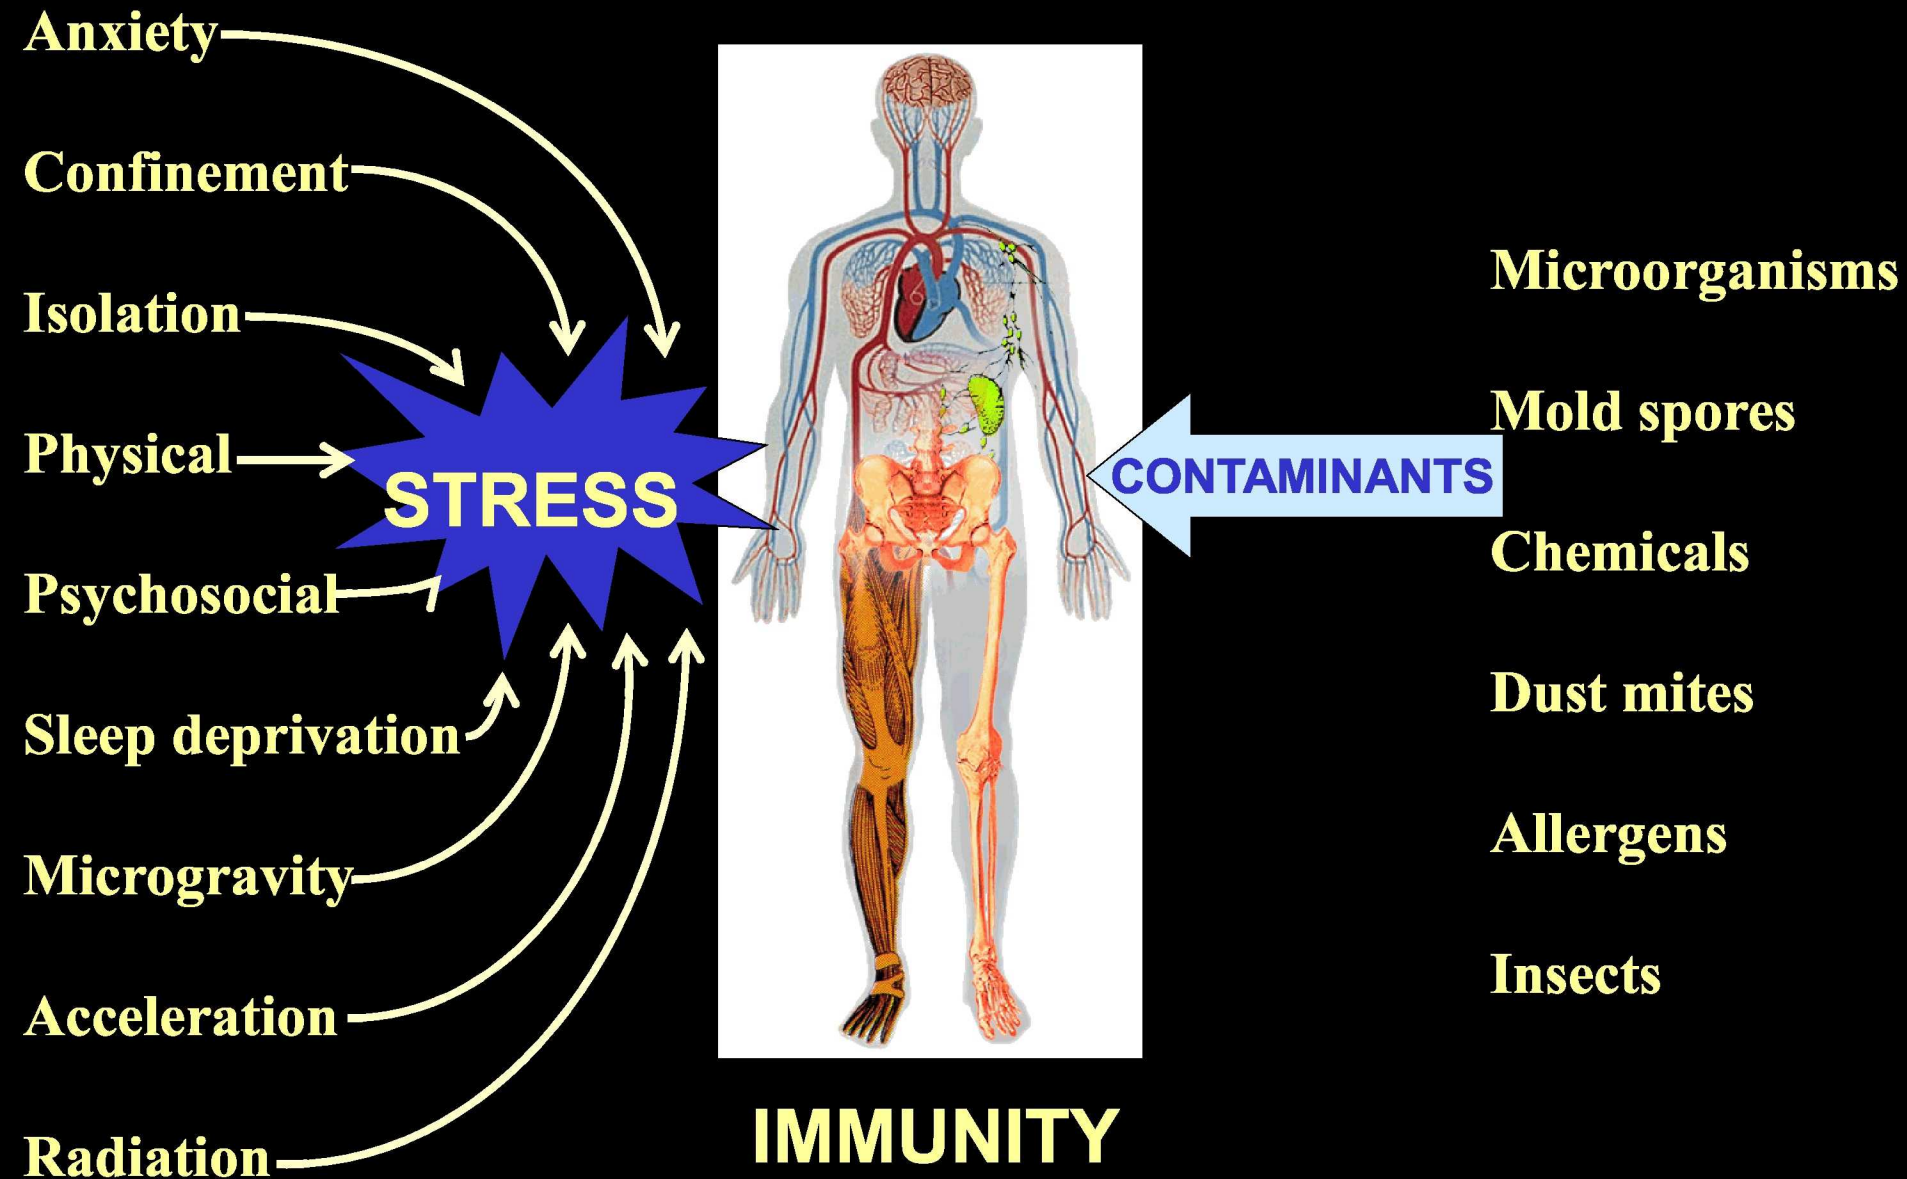 Anxiety
Confinement
Isolation
Physical
Psychosocial
Sleep deprivation
Microgravity
Acceleration
Radiation
STRESS
IMMUNITY
CONTAMINANTS
Microorganisms
Mold spores
Chemicals
Dust mites
Allergens
Insects